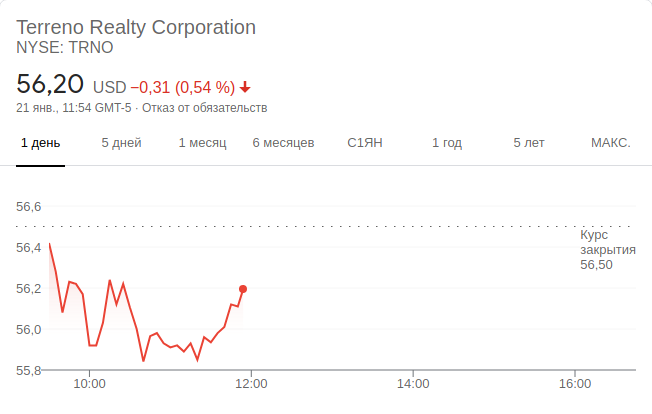 Terreno Realty Corporation
NYSE: TRNO
56,20 USD −0,31 (0,54 %)
21 янв., 11:54 GMT-5 · Отказ от обязательств
1 день 5 дней 1 месяц 6 месяцев С1ЯН 1 год 5 лет МАКС.
56,6
Курс
закрытия
56,50
56,4
56,2
56,0
55,8
10:00 12:00 14:00 16:00